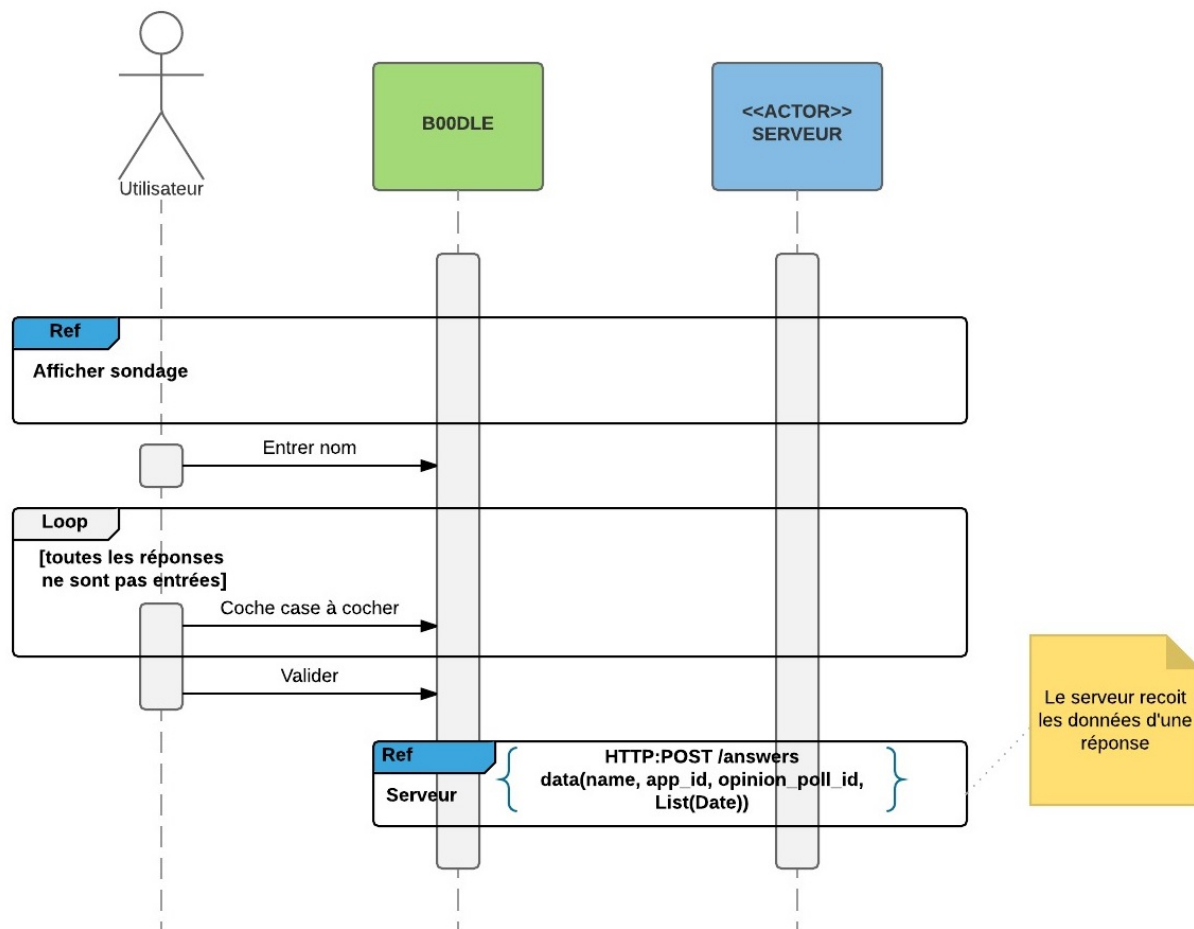 Utilisateur
B00DLE
<<ACTOR>>
SERVEUR
Ref
Afficher sondage
Entrer nom
Loop
[toutes les réponses
ne sont pas entrées]
Coche case à cocher
Valider
Ref
Serveur
HTTP:POST /answers
data(name, app_id, opinion_poll_id,
List(Date))
Le serveur recoit
les données d'une
réponse